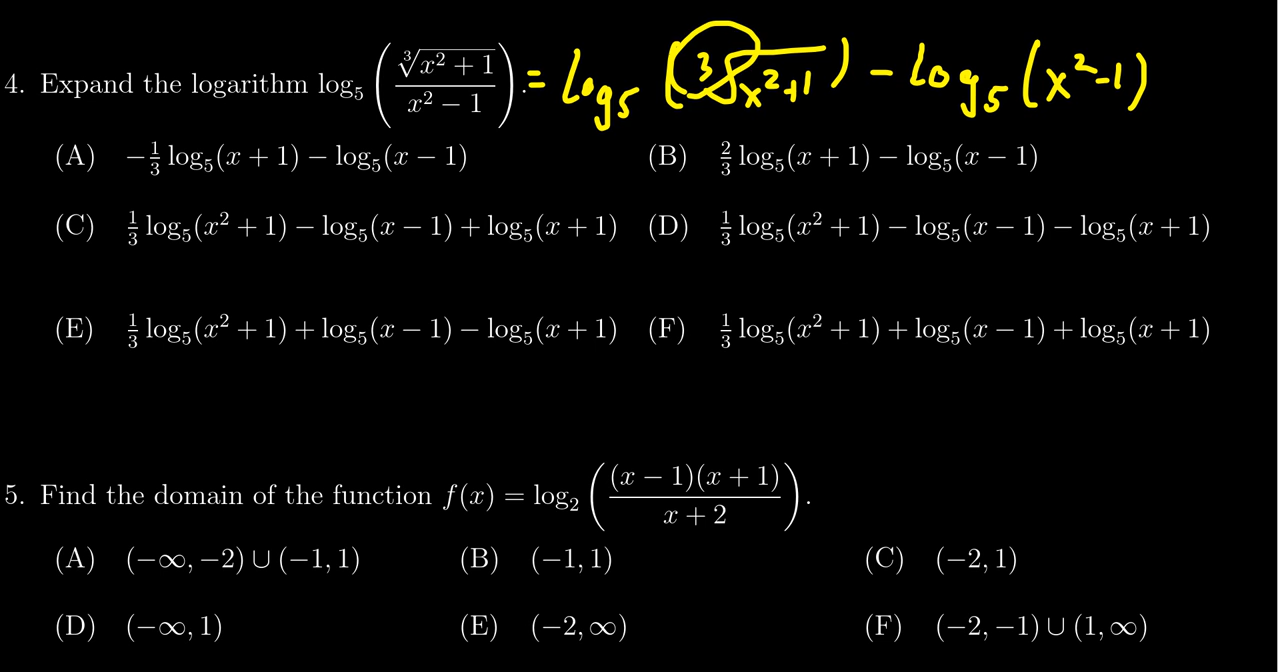 4. Expand the logarithm log₅(∛(x² + 1) / (x² − 1)). = log₅(∛(x²+1)) − log₅(x²−1)
(A) −⅓ log₅(x + 1) − log₅(x − 1) (B) ⅔ log₅(x + 1) − log₅(x − 1)
(C) ⅓ log₅(x² + 1) − log₅(x − 1) + log₅(x + 1) (D) ⅓ log₅(x² + 1) − log₅(x − 1) − log₅(x + 1)
(E) ⅓ log₅(x² + 1) + log₅(x − 1) − log₅(x + 1) (F) ⅓ log₅(x² + 1) + log₅(x − 1) + log₅(x + 1)
5. Find the domain of the function f(x) = log₂((x − 1)(x + 1) / (x + 2)).
(A) (−∞, −2) ∪ (−1, 1) (B) (−1, 1) (C) (−2, 1)
(D) (−∞, 1) (E) (−2, ∞) (F) (−2, −1) ∪ (1, ∞)